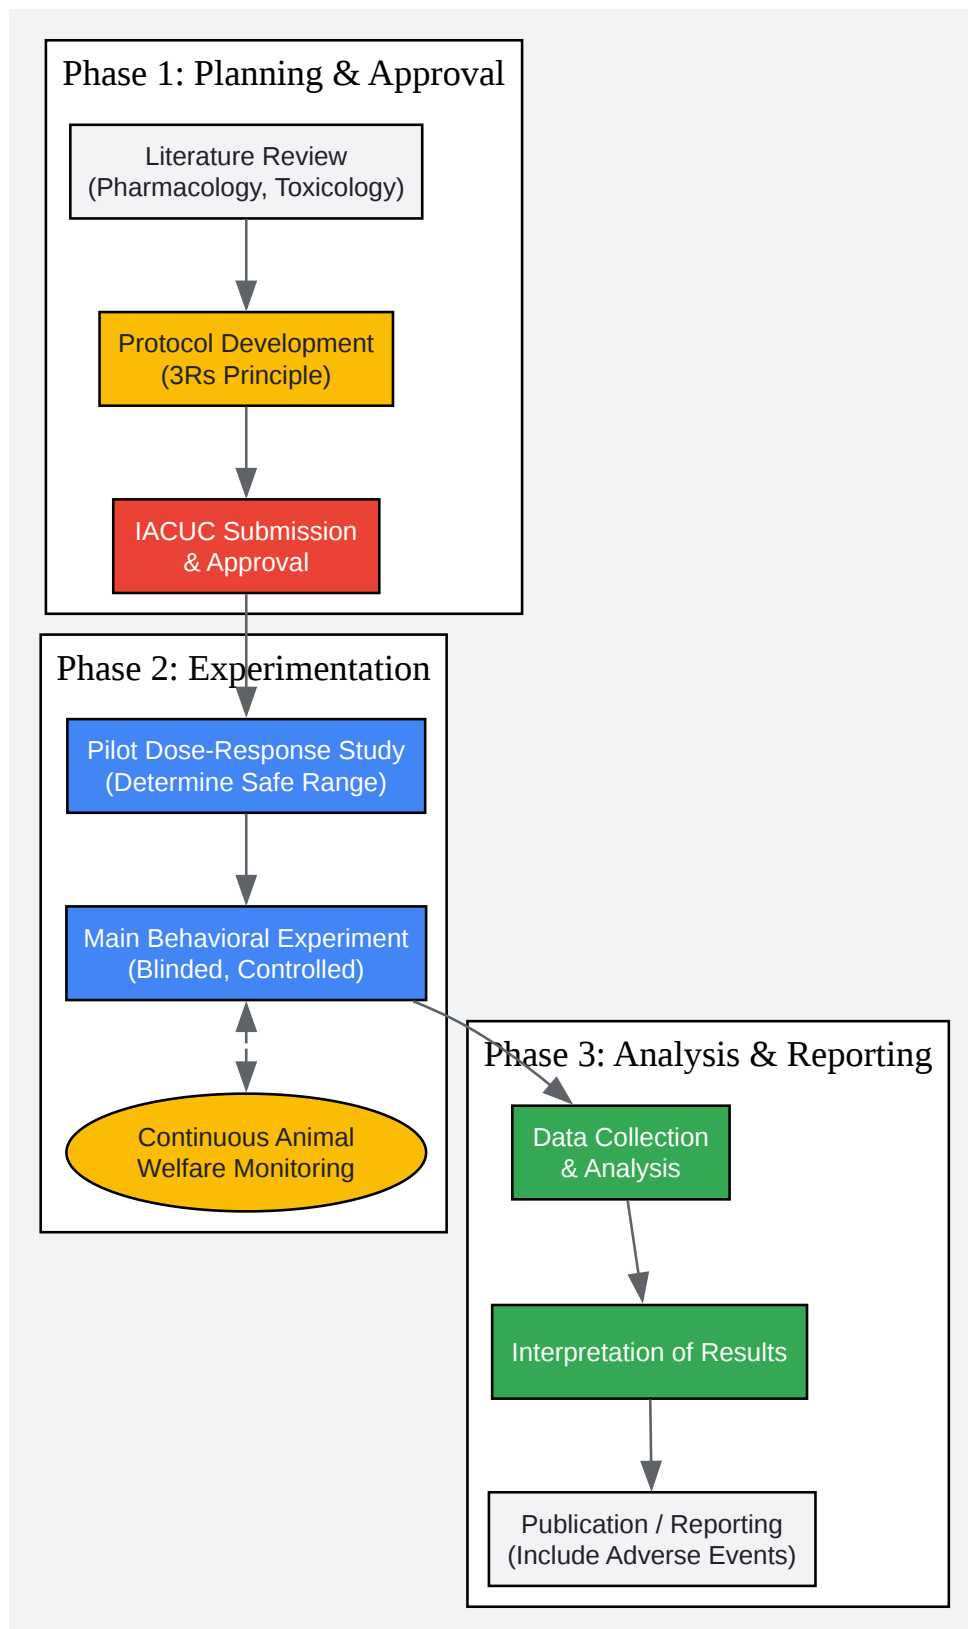 Phase 1: Planning & Approval
Literature Review
(Pharmacology, Toxicology)
Protocol Development
(3Rs Principle)
IACUC Submission
& Approval
Phase 2: Experimentation
Pilot Dose-Response Study
(Determine Safe Range)
Main Behavioral Experiment
(Blinded, Controlled)
Continuous Animal
Welfare Monitoring
Phase 3: Analysis & Reporting
Data Collection
& Analysis
Interpretation of Results
Publication / Reporting
(Include Adverse Events)